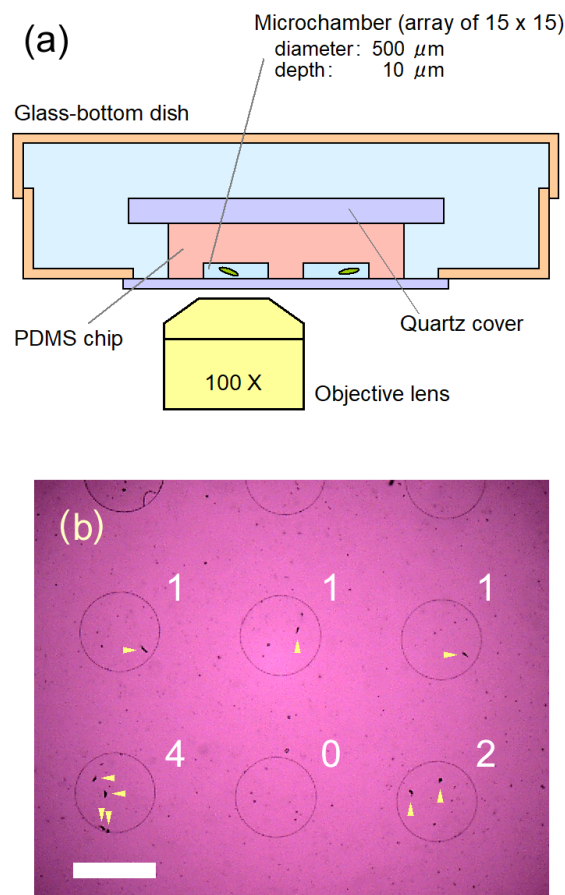 (a)
Microchamber (array of 15 x 15)
diameter: 500 μm
depth: 10 μm
Glass-bottom dish
PDMS chip
Quartz cover
100 X
Objective lens
(b)
1 1 1
4 0 2